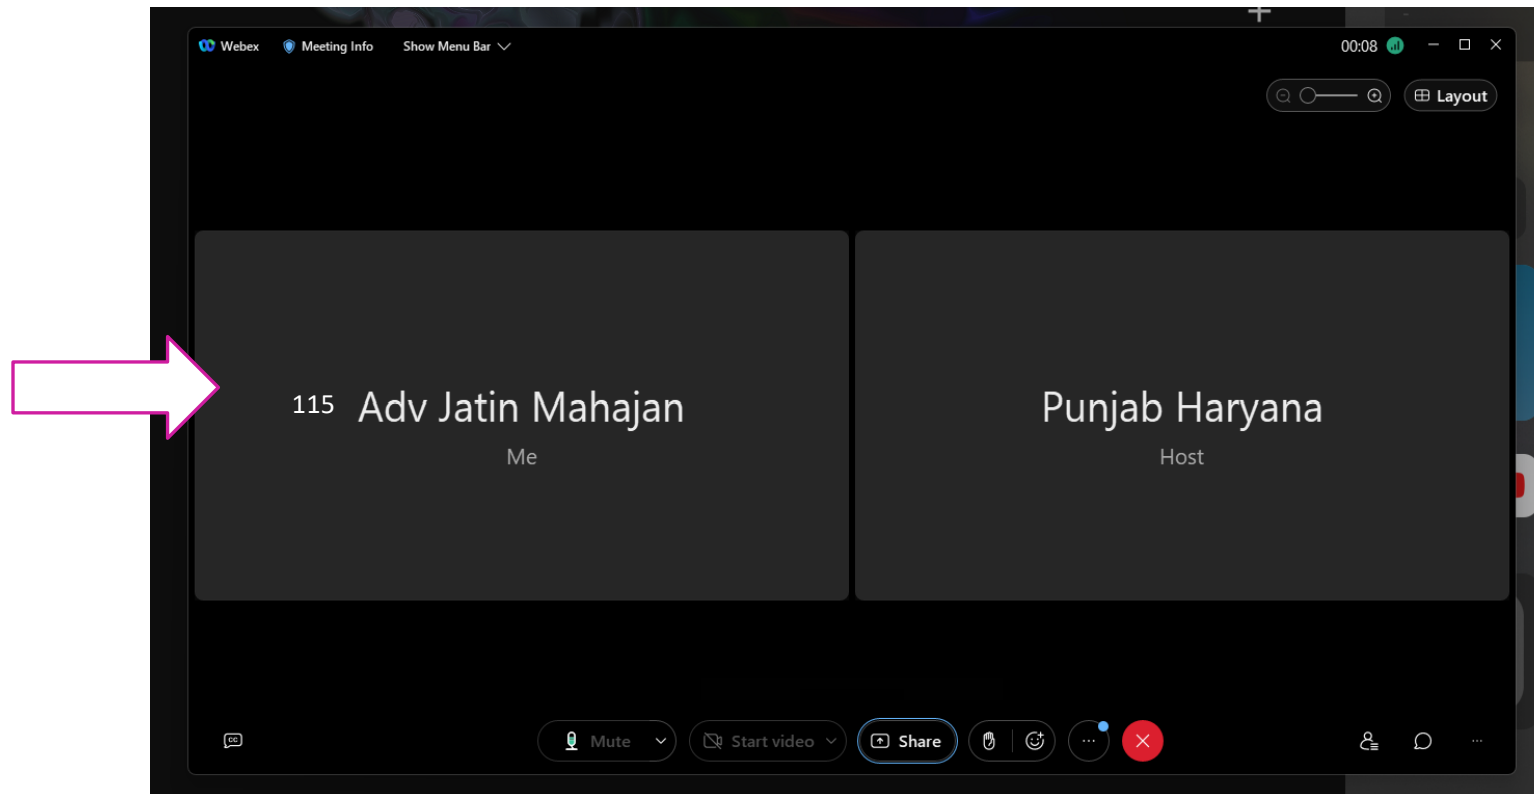 Webex Meeting Info Show Menu Bar 00:08
Layout
115 Adv Jatin Mahajan
Me
Punjab Haryana
Host
CC Mute Start video Share